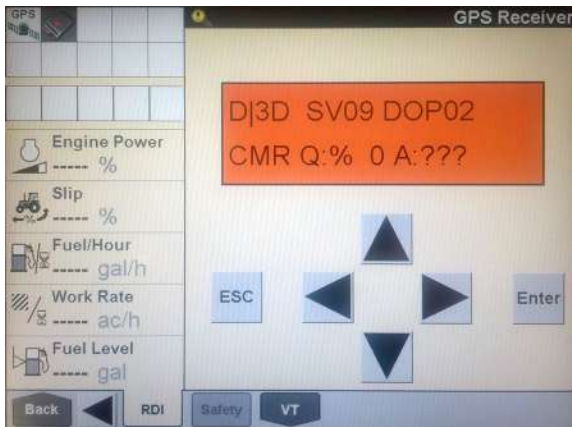 GPS
GPS Receiver
D|3D SV09 DOP02
CMR Q:% 0 A:???
Engine Power
----- %
Slip
----- %
Fuel/Hour
----- gal/h
Work Rate
----- ac/h
Fuel Level
----- gal
ESC
Enter
Back
RDI
Safety
VT